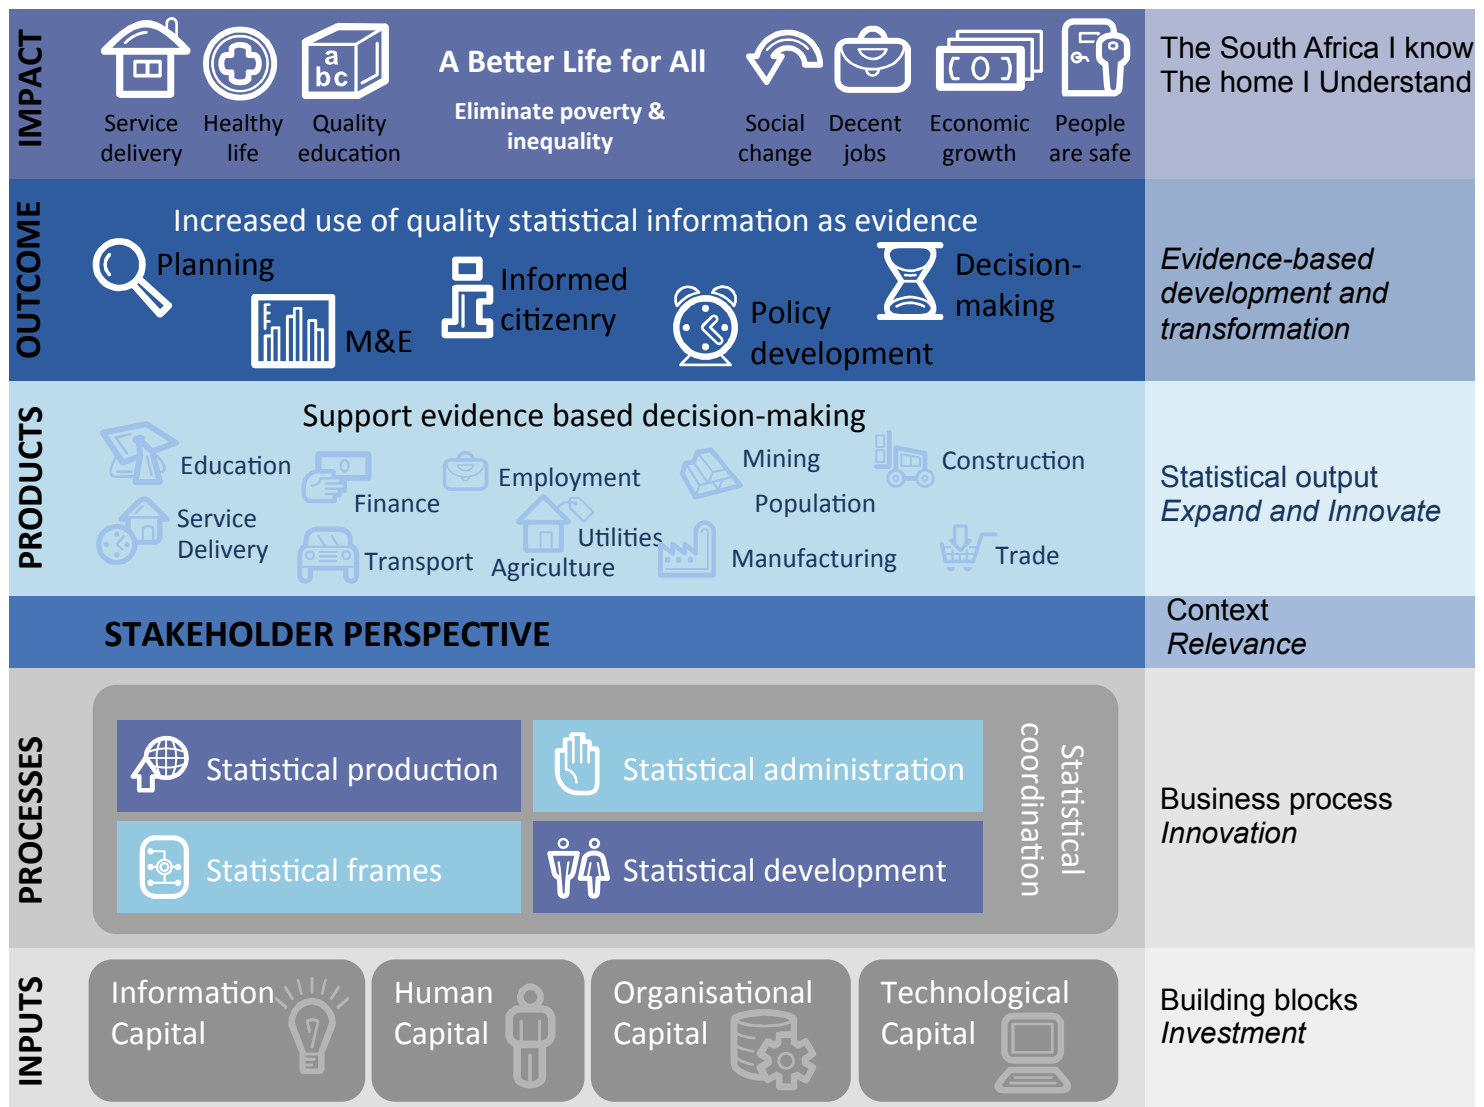 IMPACT
Service
delivery
Healthy
life
a
bc
Quality
education
A Better Life for All
Eliminate poverty &
inequality
Social
change
Decent
jobs
Economic
growth
People
are safe
The South Africa I know
The home I Understand
OUTCOME
Increased use of quality statistical information as evidence
Planning
M&E
Informed
citizenry
Policy
development
Decision-
making
Evidence-based
development and
transformation
PRODUCTS
Support evidence based decision-making
Education
Finance
Employment
Mining
Population
Construction
Service
Delivery
Transport
Utilities
Agriculture
Manufacturing
Trade
Statistical output
Expand and Innovate
STAKEHOLDER PERSPECTIVE
Context
Relevance
PROCESSES
Statistical production
Statistical administration
Statistical frames
Statistical development
Statistical
coordination
Business process
Innovation
INPUTS
Information
Capital
Human
Capital
Organisational
Capital
Technological
Capital
Building blocks
Investment